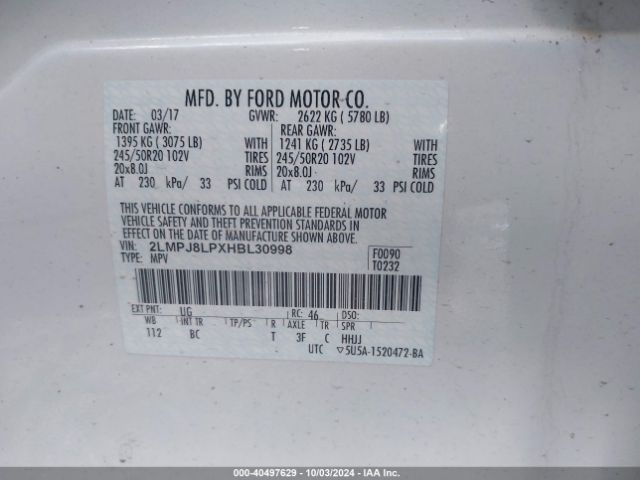 MFD. BY FORD MOTOR CO.
DATE: 03/17 GVWR: 2622 KG ( 5780 LB)
FRONT GAWR: REAR GAWR:
1395 KG ( 3075 LB) WITH 1241 KG ( 2735 LB) WITH
245/50R20 102V TIRES 245/50R20 102V TIRES
20x8.0J RIMS 20x8.0J RIMS
AT 230 kPa/ 33 PSI COLD AT 230 kPa/ 33 PSI COLD
THIS VEHICLE CONFORMS TO ALL APPLICABLE FEDERAL MOTOR
VEHICLE SAFETY AND THEFT PREVENTION STANDARDS IN
EFFECT ON THE DATE OF MANUFACTURE SHOWN ABOVE.
VIN: 2LMPJ8LPXHBL30998 F0090
TYPE: MPV T0232
EXT PNT: UG RC: 46 DSO:
WB INT TR TP/PS R AXLE TR SPR
112 BC T 3F C HHJJ
UTC 5U5A-1520472-BA
000-40497629 - 10/03/2024 - IAA Inc.